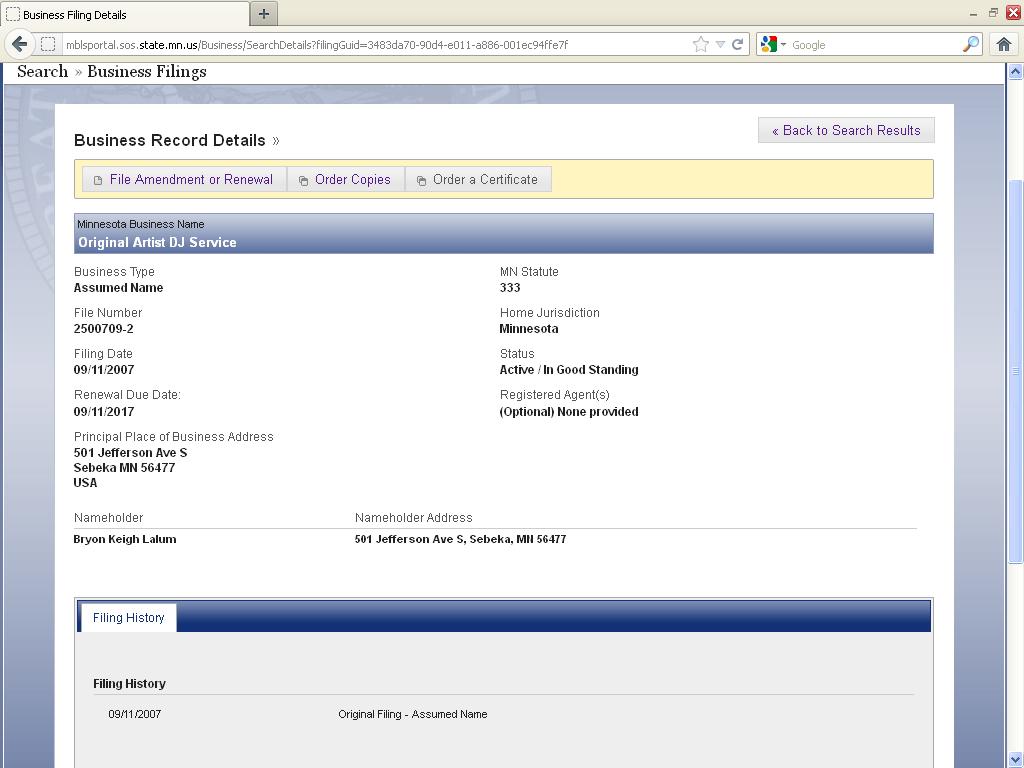 Business Filing Details
mblsportal.sos.state.mn.us/Business/SearchDetails?filingGuid=3483da70-90d4-e011-a886-001ec94ffe7f
Google
Search » Business Filings
Business Record Details »
« Back to Search Results
File Amendment or Renewal
Order Copies
Order a Certificate
Minnesota Business Name
Original Artist DJ Service
Business Type
Assumed Name
MN Statute
333
File Number
2500709-2
Home Jurisdiction
Minnesota
Filing Date
09/11/2007
Status
Active / In Good Standing
Renewal Due Date:
09/11/2017
Registered Agent(s)
(Optional) None provided
Principal Place of Business Address
501 Jefferson Ave S
Sebeka MN 56477
USA
Nameholder Nameholder Address
Bryon Keigh Lalum 501 Jefferson Ave S, Sebeka, MN 56477
Filing History
Filing History
09/11/2007 Original Filing - Assumed Name